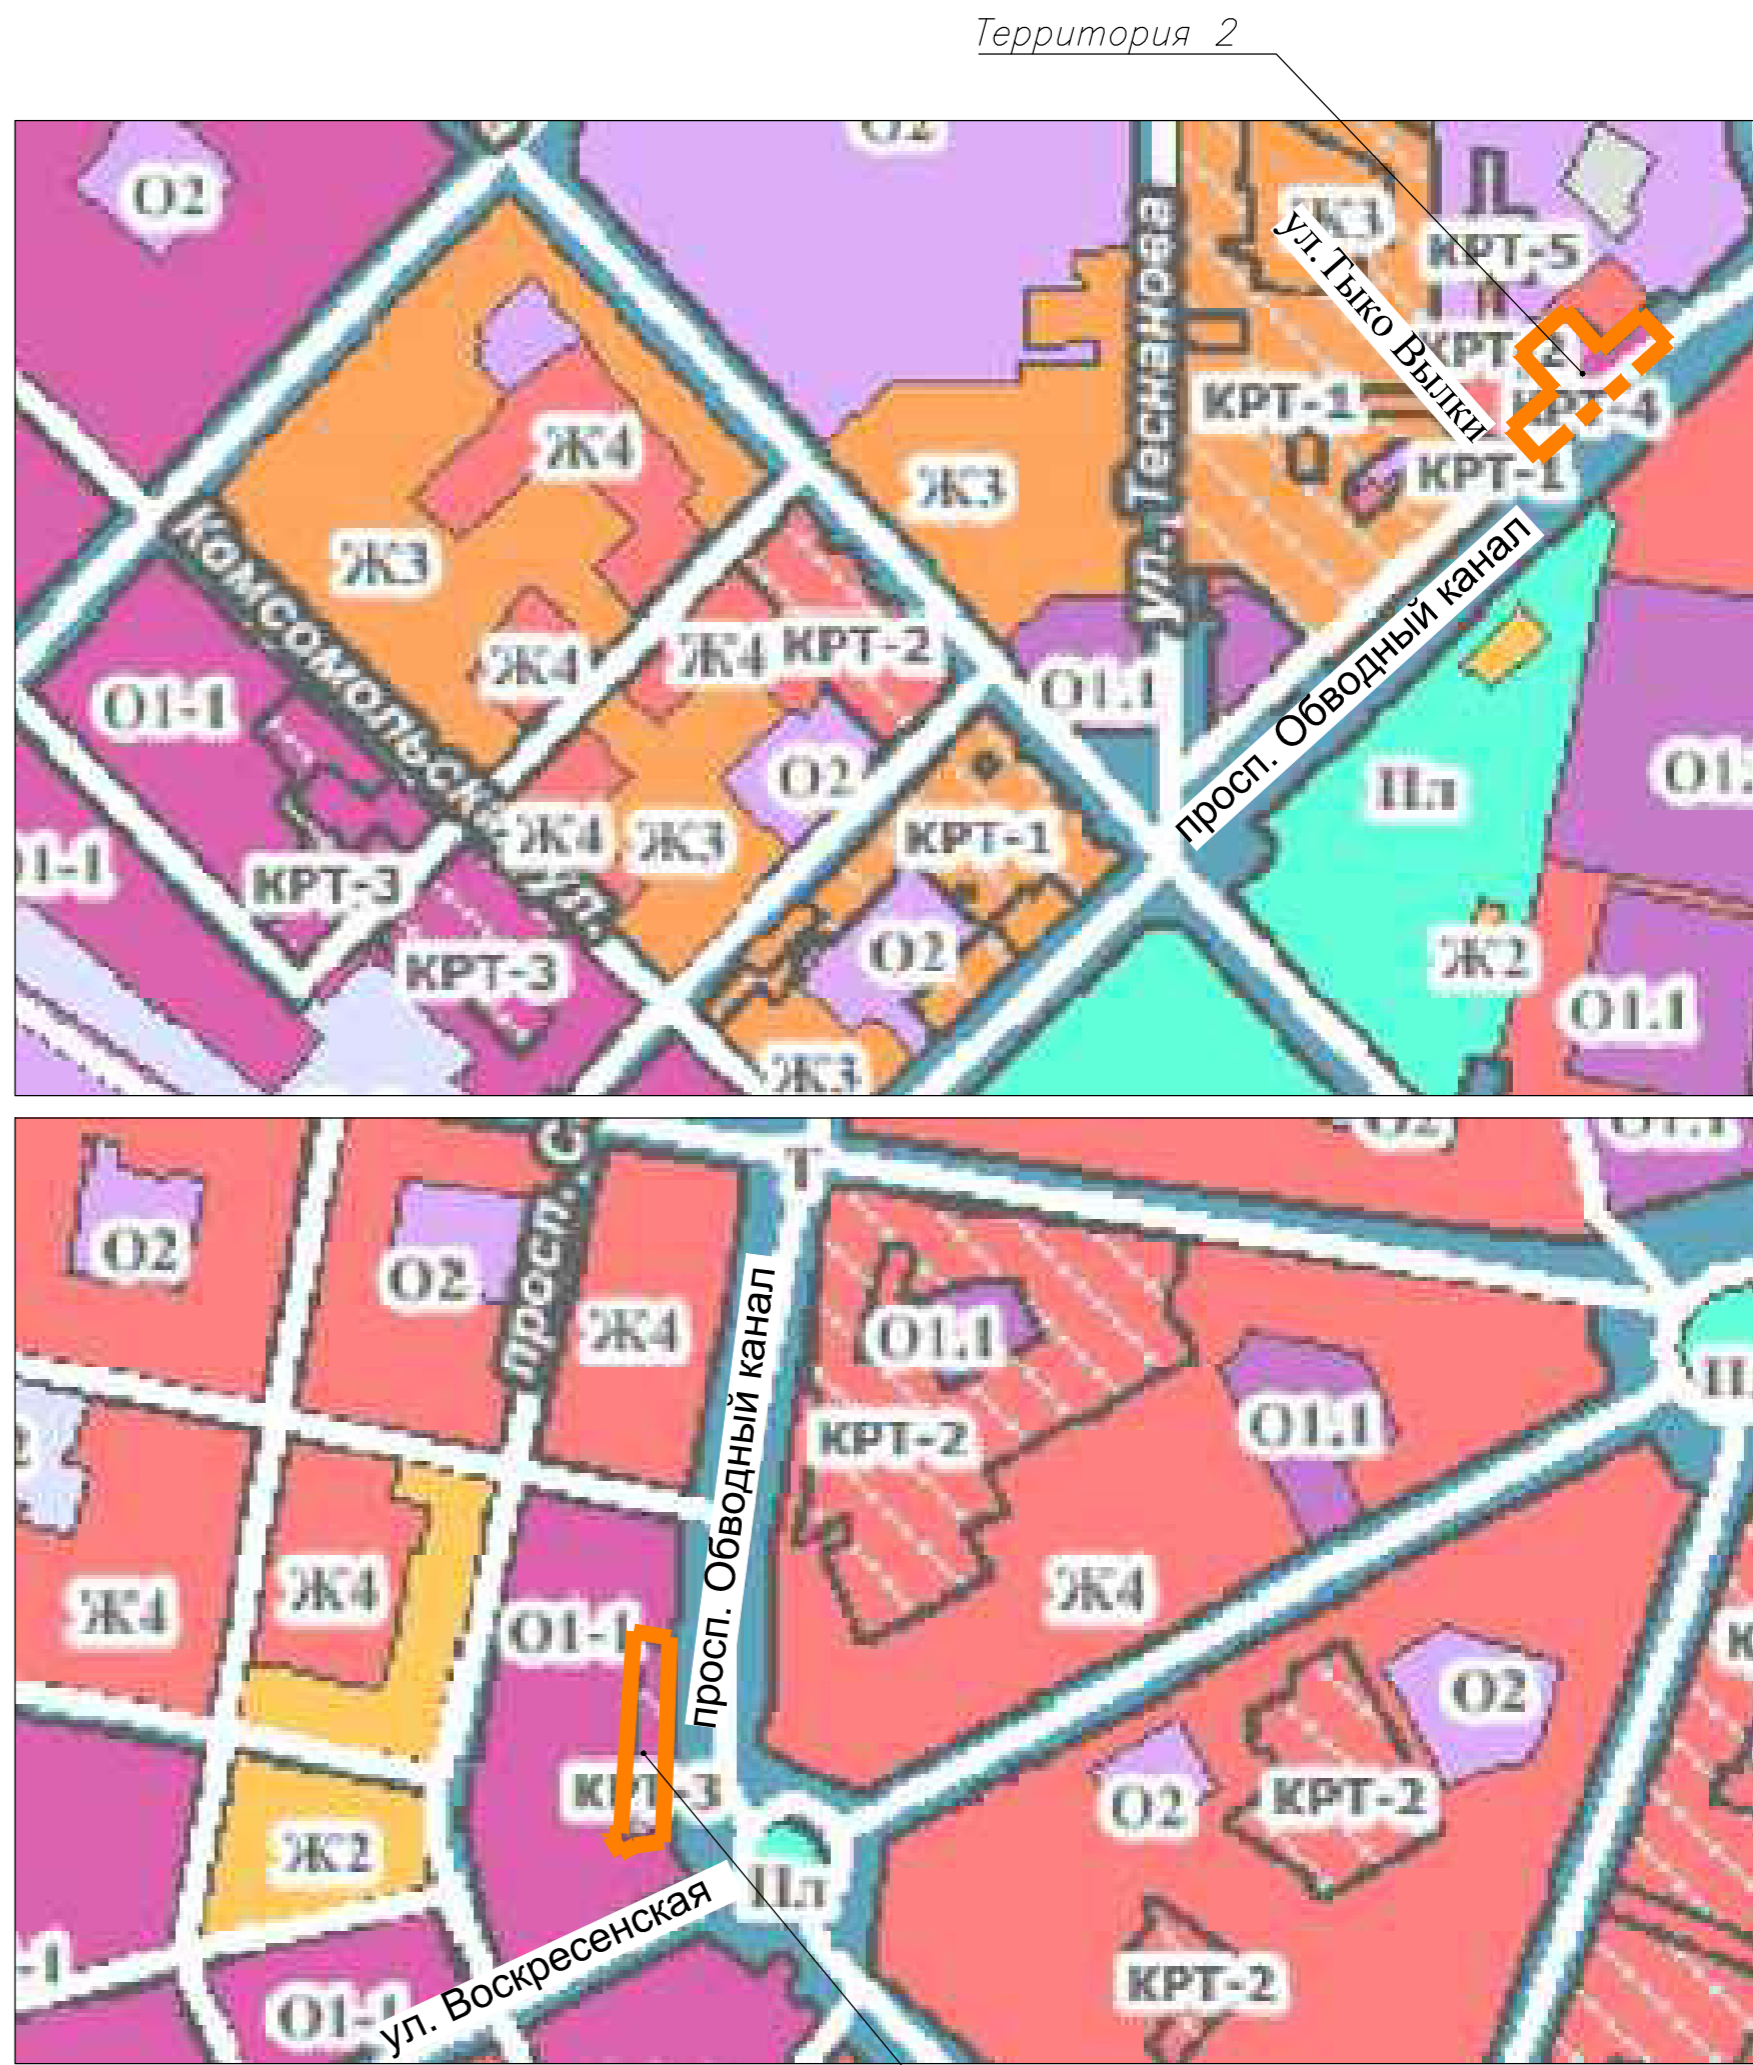 Территория 2
О2
О2
Ж3
КРТ-5
ул. Тыко Вылки
КРТ-2
КРТ-1
КРТ-4
КРТ-1
ул. Тесканова
Ж4
Ж3
Ж3
просп. Обводный канал
Комсомольская ул.
Ж4
Ж4 КРТ-2
О1-1
О1.1
О2
Пл
Ж4
Ж3
КРТ-1
КРТ-3
О2
КРТ-3
Ж2
О1.1
Ж3
О2
Т
О2
О2
просп.
Ж4
просп. Обводный канал
О1.1
О1.1
КРТ-2
Ж4
Ж4
Ж4
О1-1
О2
КРТ-3
О2
КРТ-2
Ж2
Пл
ул. Воскресенская
О1-1
КРТ-2